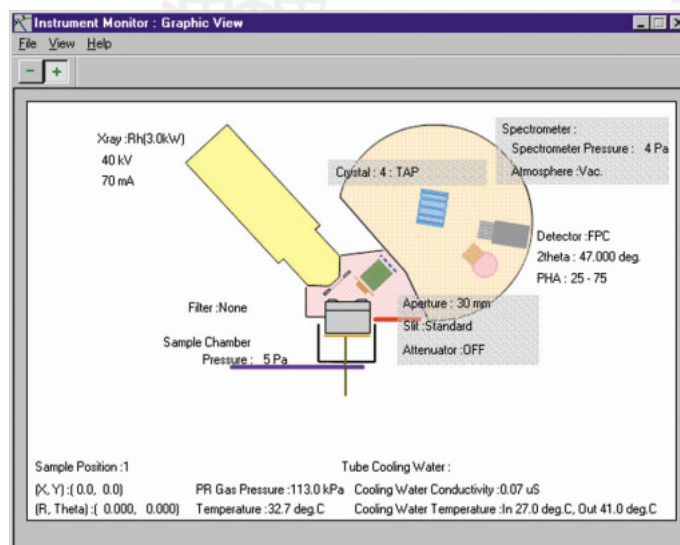 Instrument Monitor : Graphic View
File View Help
Xray :Rh(3.0kW)
40 kV
70 mA
Crystal : 4 : TAP
Spectrometer :
Spectrometer Pressure : 4 Pa
Atmosphere :Vac.
Detector :FPC
2theta : 47.000 deg.
PHA : 25 - 75
Filter :None
Aperture : 30 mm
Slit :Standard
Attenuator :OFF
Sample Chamber
Pressure : 5 Pa
Sample Position :1
Tube Cooling Water :
(X, Y) :( 0.0, 0.0)
PR Gas Pressure :113.0 kPa
Cooling Water Conductivity :0.07 uS
(R, Theta) :( 0.000, 0.000)
Temperature :32.7 deg.C
Cooling Water Temperature :In 27.0 deg.C, Out 41.0 deg.C